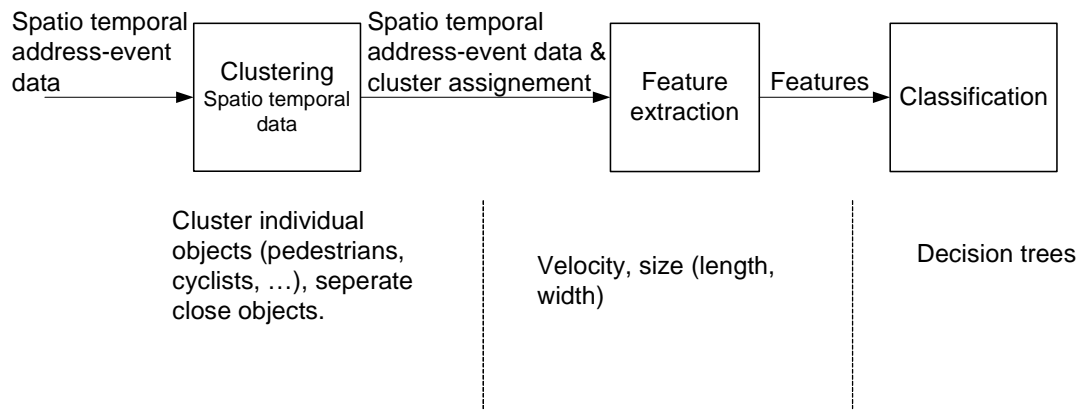 Spatio temporal
address-event
data
Clustering
Spatio temporal
data
Spatio temporal
address-event data &
cluster assignement
Feature
extraction
Features
Classification
Cluster individual
objects (pedestrians,
cyclists, …), seperate
close objects.
Velocity, size (length,
width)
Decision trees